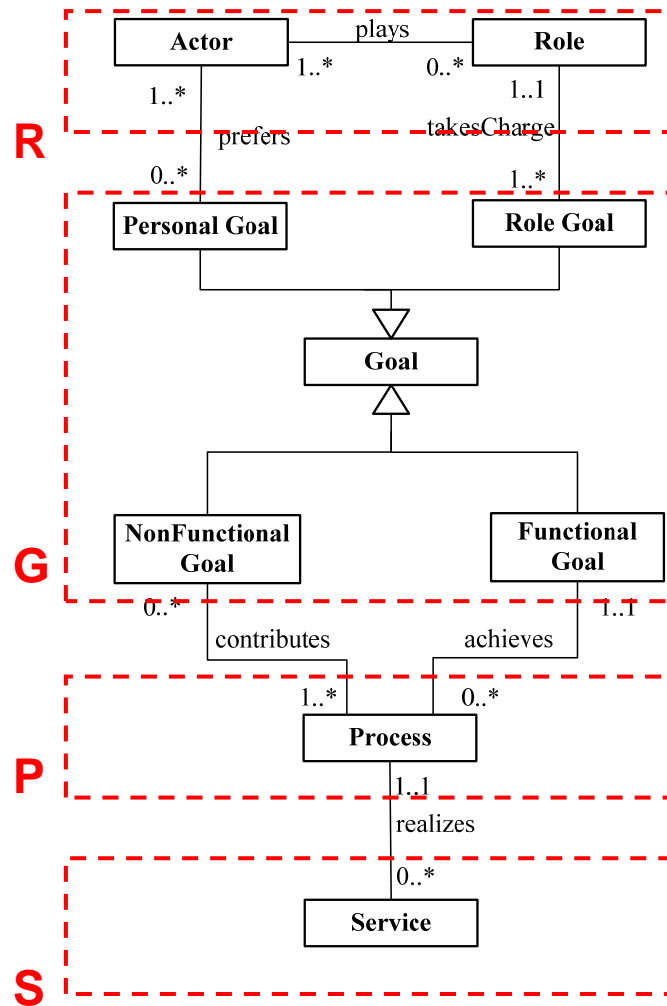 plays
Actor
Role
1..*
0..*
1..*
1..1
R
prefers
takesCharge
0..*
1..*
Personal Goal
Role Goal
Goal
NonFunctional
Goal
Functional
Goal
G
0..*
1..1
contributes
achieves
1..*
0..*
Process
P
1..1
realizes
0..*
Service
S